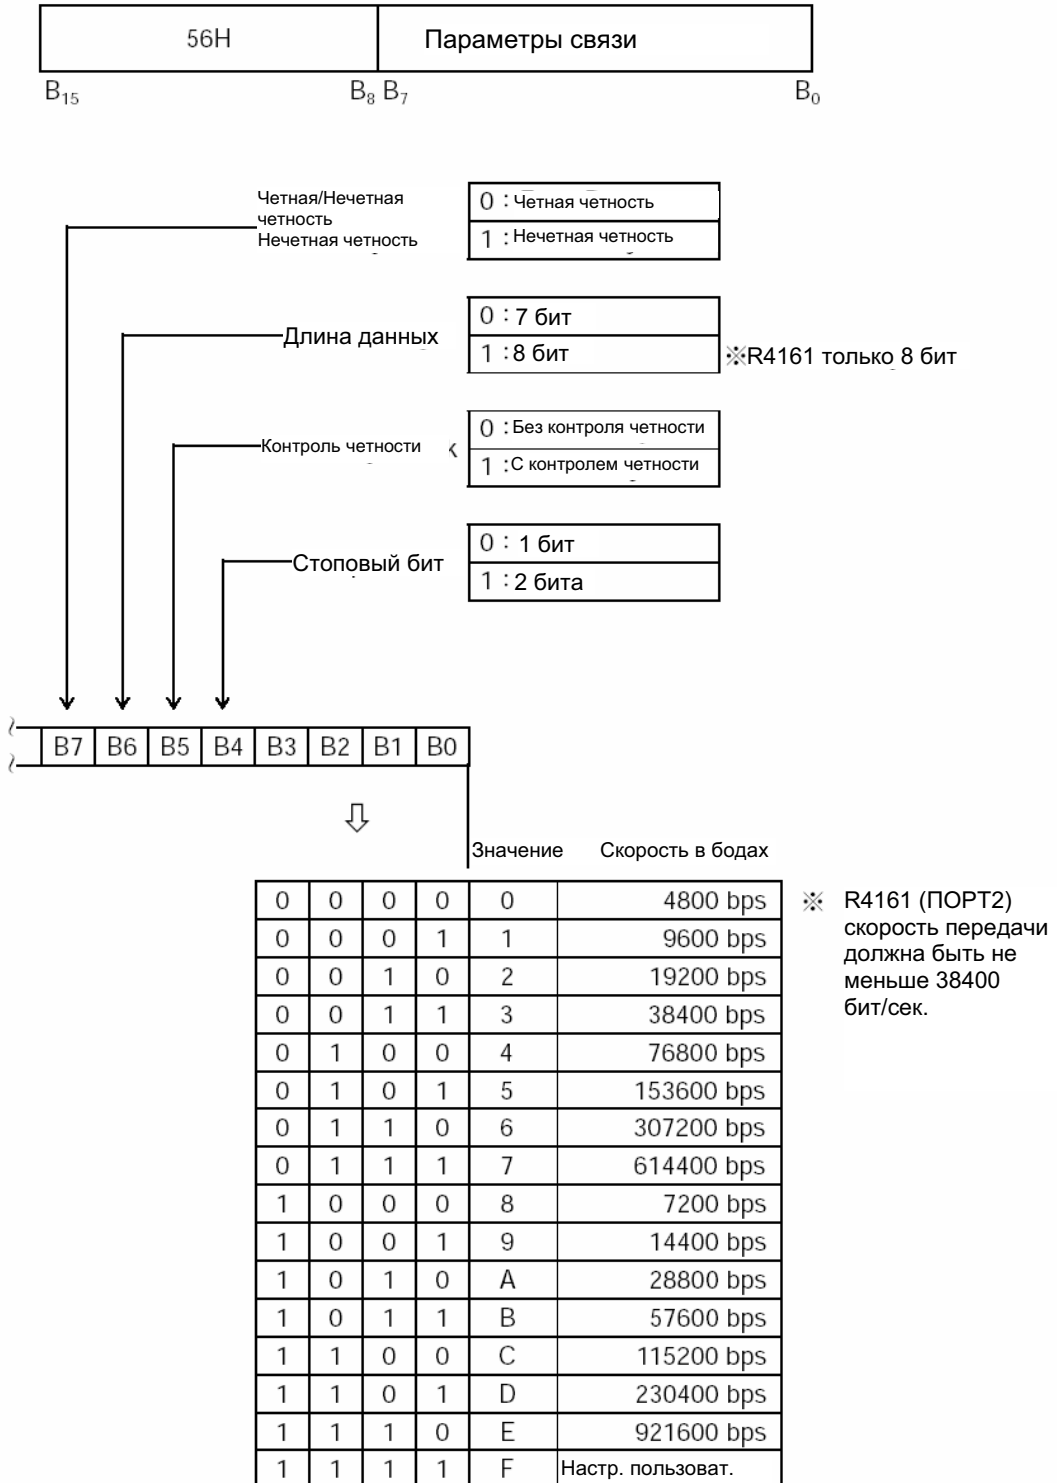 56H Параметры связи
B15 B8 B7 B0
Четная/Нечетная
четность
Нечетная четность
0 : Четная четность
1 : Нечетная четность
Длина данных
0 : 7 бит
1 : 8 бит
※R4161 только 8 бит
Контроль четности
0 : Без контроля четности
1 : С контролем четности
Стоповый бит
0 : 1 бит
1 : 2 бита
B7 B6 B5 B4 B3 B2 B1 B0
Значение Скорость в бодах
0 0 0 0 0 4800 bps
0 0 0 1 1 9600 bps
0 0 1 0 2 19200 bps
0 0 1 1 3 38400 bps
0 1 0 0 4 76800 bps
0 1 0 1 5 153600 bps
0 1 1 0 6 307200 bps
0 1 1 1 7 614400 bps
1 0 0 0 8 7200 bps
1 0 0 1 9 14400 bps
1 0 1 0 A 28800 bps
1 0 1 1 B 57600 bps
1 1 0 0 C 115200 bps
1 1 0 1 D 230400 bps
1 1 1 0 E 921600 bps
1 1 1 1 F Настр. пользоват.
※ R4161 (ПОРТ2)
скорость передачи
должна быть не
меньше 38400
бит/сек.